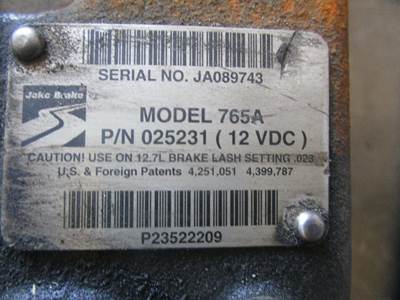 SERIAL NO. JA089743
Jake Brake
MODEL 765A
P/N 025231 ( 12 VDC )
CAUTION! USE ON 12.7L BRAKE LASH SETTING .023
U.S. & Foreign Patents 4,251,051 4,399,787
P23522209